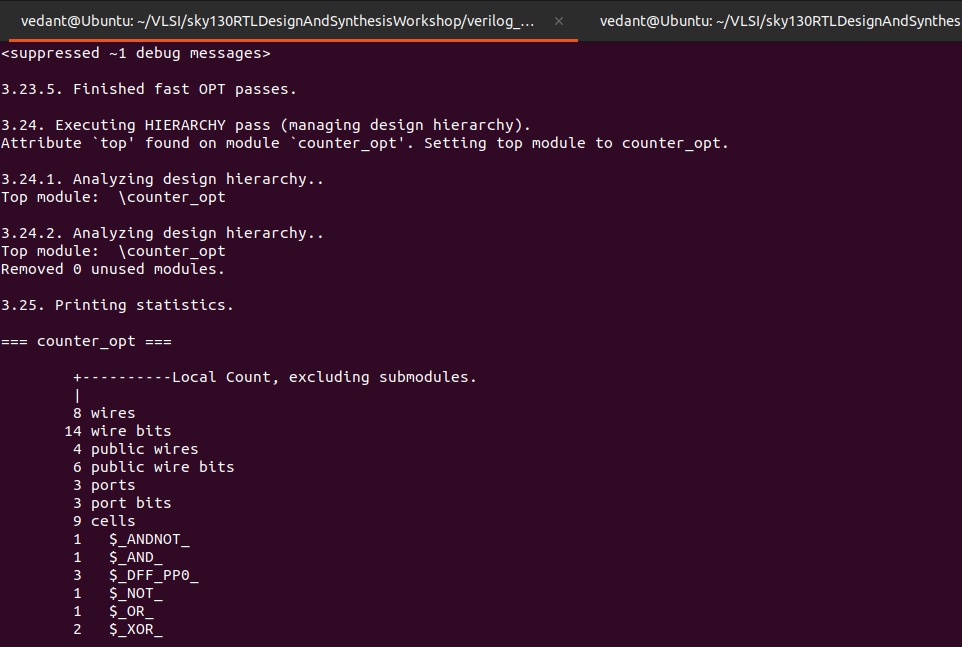 vedant@Ubuntu: ~/VLSI/sky130RTLDesignAndSynthesisWorkshop/verilog_... ×
vedant@Ubuntu: ~/VLSI/sky130RTLDesignAndSynthes
<suppressed ~1 debug messages>
3.23.5. Finished fast OPT passes.
3.24. Executing HIERARCHY pass (managing design hierarchy).
Attribute `top' found on module `counter_opt'. Setting top module to counter_opt.
3.24.1. Analyzing design hierarchy..
Top module:  \counter_opt
3.24.2. Analyzing design hierarchy..
Top module:  \counter_opt
Removed 0 unused modules.
3.25. Printing statistics.
=== counter_opt ===
+----------Local Count, excluding submodules.
|
8 wires
14 wire bits
4 public wires
6 public wire bits
3 ports
3 port bits
9 cells
1   $_ANDNOT_
1   $_AND_
3   $_DFF_PP0_
1   $_NOT_
1   $_OR_
2   $_XOR_